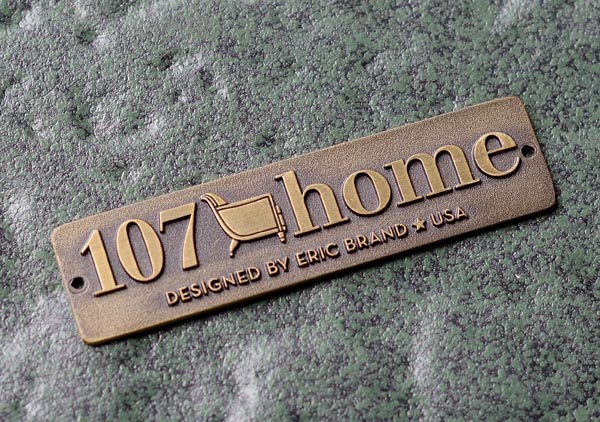 107 home
DESIGNED BY ERIC BRAND ★ USA